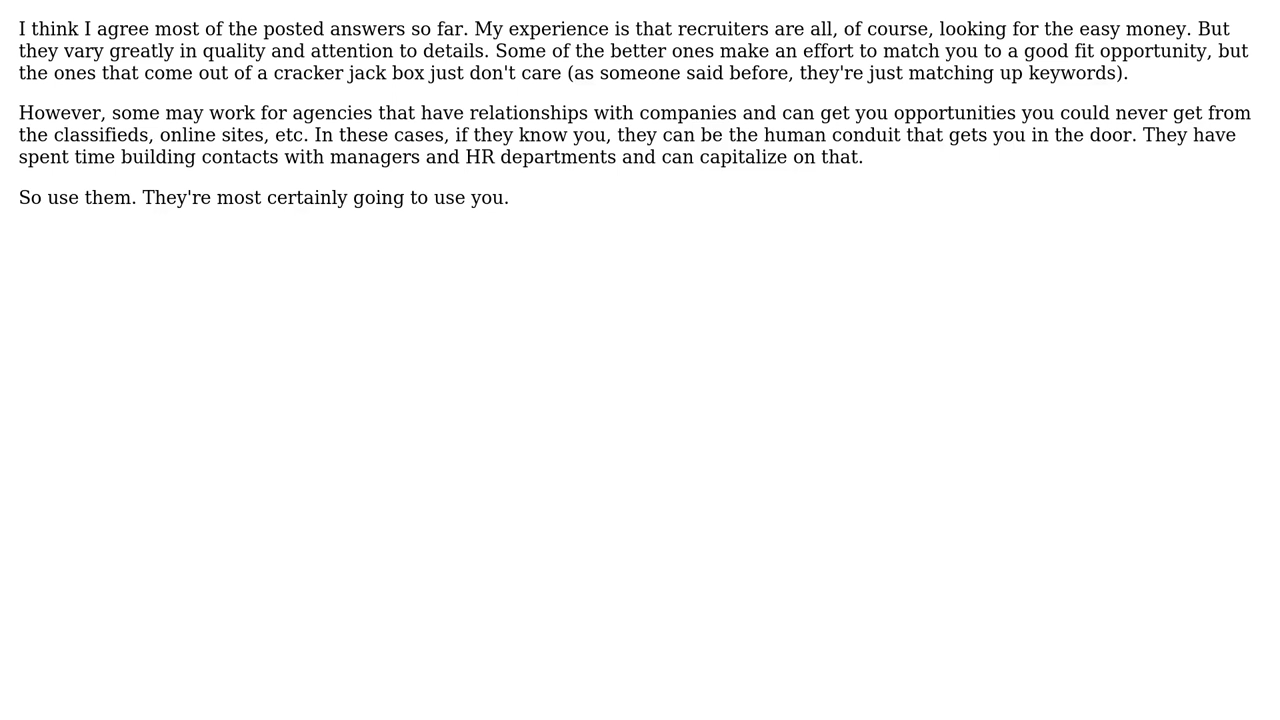 I think I agree most of the posted answers so far. My experience is that recruiters are all, of course, looking for the easy money. But
they vary greatly in quality and attention to details. Some of the better ones make an effort to match you to a good fit opportunity, but
the ones that come out of a cracker jack box just don't care (as someone said before, they're just matching up keywords).
However, some may work for agencies that have relationships with companies and can get you opportunities you could never get from
the classifieds, online sites, etc. In these cases, if they know you, they can be the human conduit that gets you in the door. They have
spent time building contacts with managers and HR departments and can capitalize on that.
So use them. They're most certainly going to use you.